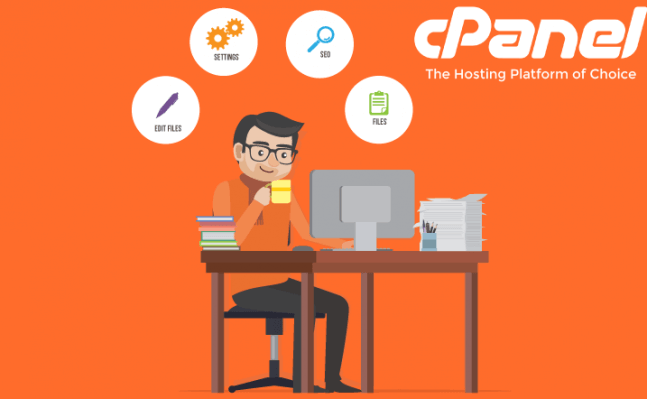 cPanel
The Hosting Platform of Choice
SETTINGS
SEO
EDIT FILES
FILES